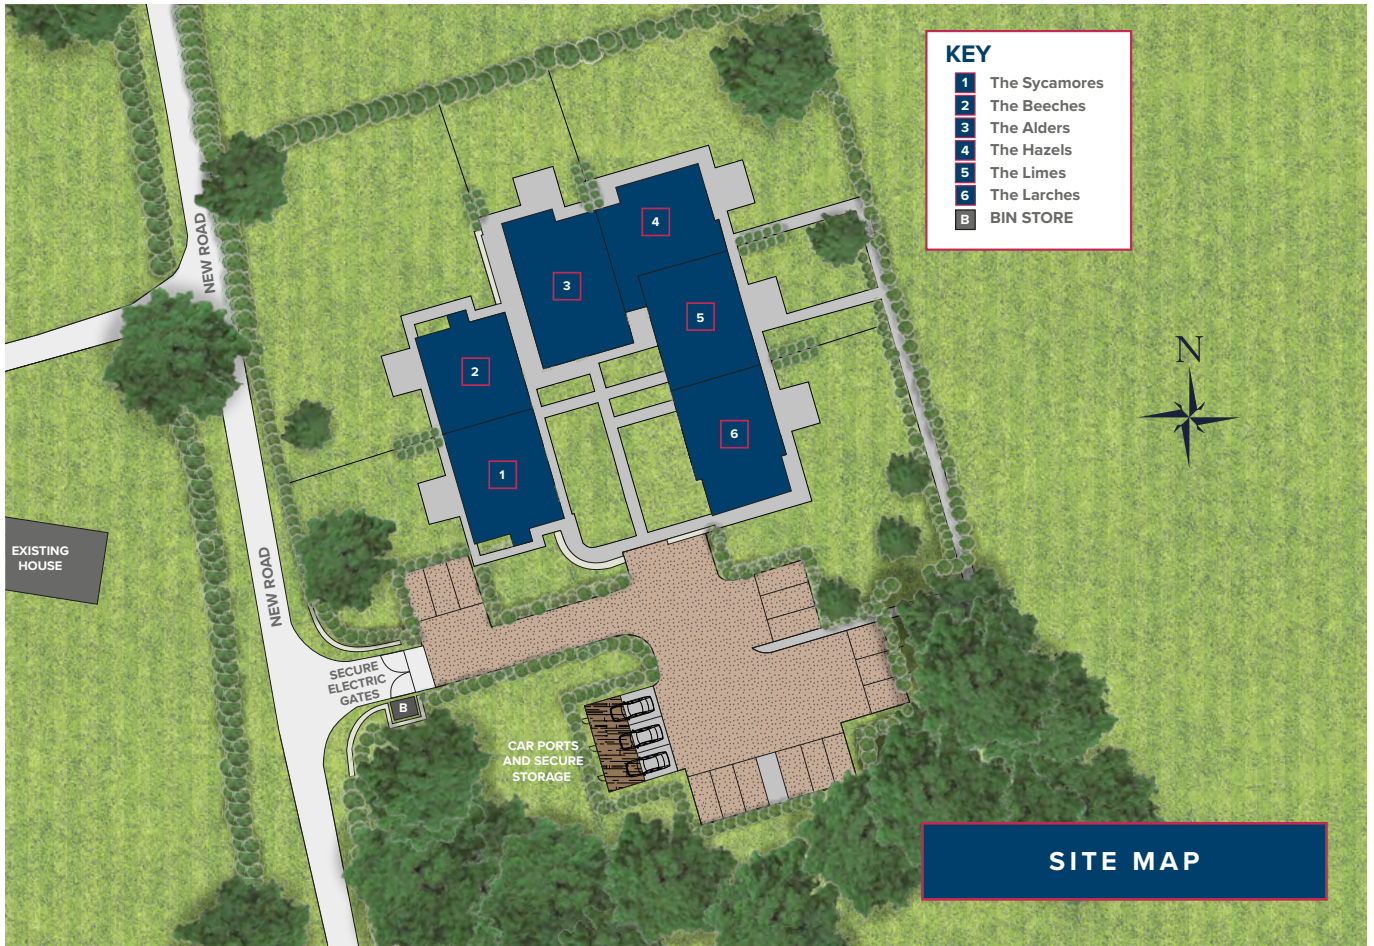 KEY
1 The Sycamores
2 The Beeches
3 The Alders
4 The Hazels
5 The Limes
6 The Larches
B BIN STORE
4
3
5
2
6
1
NEW ROAD
N
EXISTING
HOUSE
NEW ROAD
SECURE
ELECTRIC
GATES
B
CAR PORTS
AND SECURE
STORAGE
SITE MAP